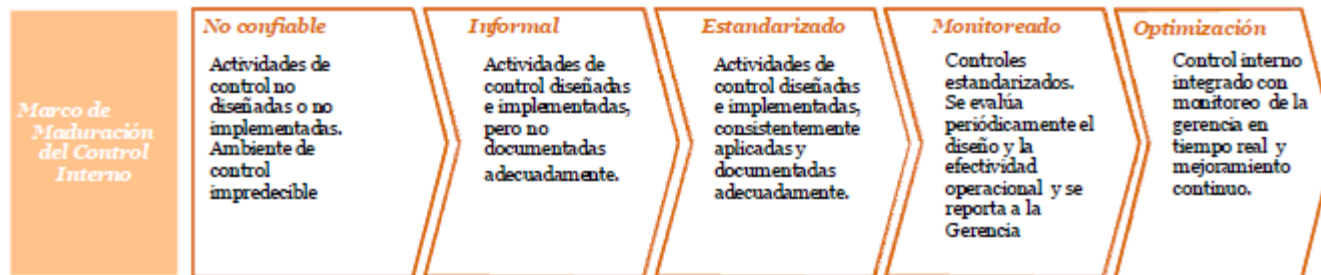 Marco de
Maduración
del Control
Interno
No confiable
Actividades de
control no
diseñadas o no
implementadas.
Ambiente de
control
impredecible
Informal
Actividades de
control diseñadas
e implementadas,
pero no
documentadas
adecuadamente.
Estandarizado
Actividades de
control diseñadas
e implementadas,
consistentemente
aplicadas y
documentadas
adecuadamente.
Monitoreado
Controles
estandarizados.
Se evalúa
periódicamente el
diseño y la
efectividad
operacional y se
reporta a la
Gerencia
Optimización
Control interno
integrado con
monitoreo de la
gerencia en
tiempo real y
mejoramiento
continuo.